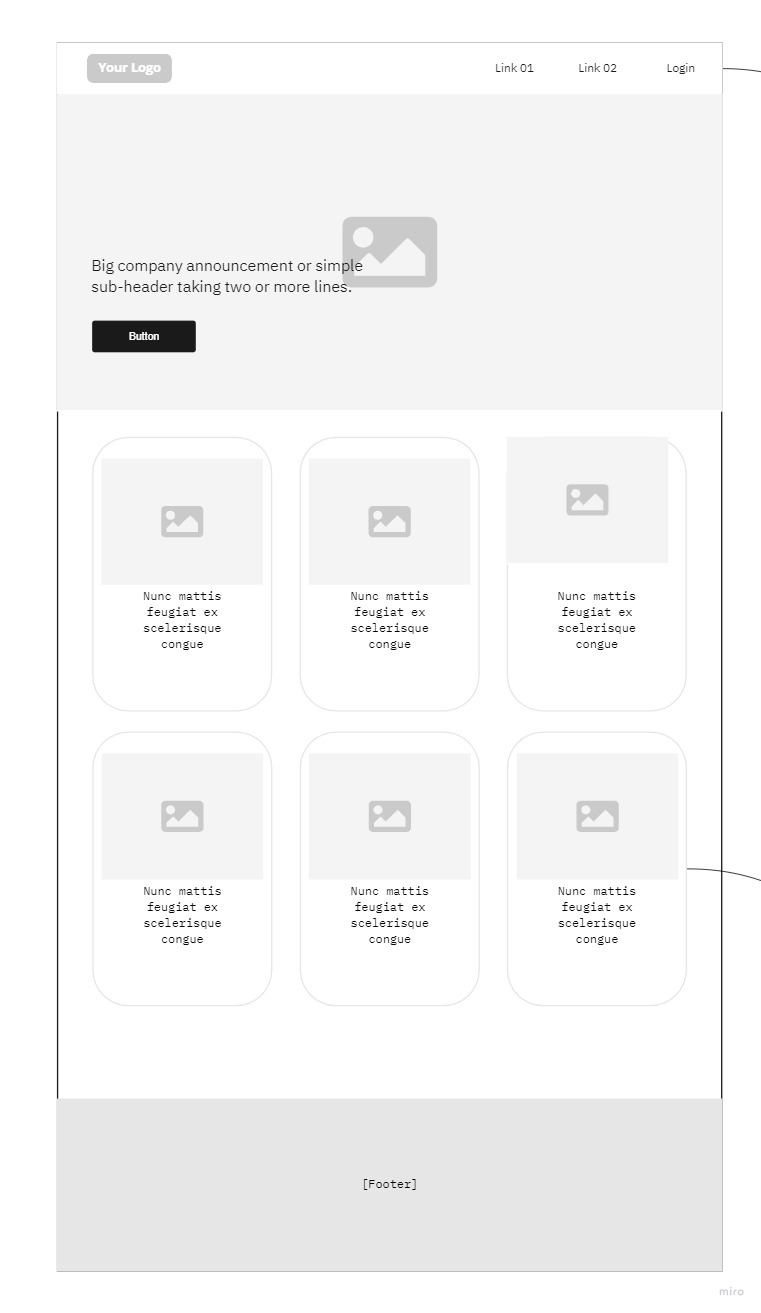 Your Logo
Link 01
Link 02
Login
Big company announcement or simple
sub-header taking two or more lines.
Button
Nunc mattis
feugiat ex
scelerisque
congue
Nunc mattis
feugiat ex
scelerisque
congue
Nunc mattis
feugiat ex
scelerisque
congue
Nunc mattis
feugiat ex
scelerisque
congue
Nunc mattis
feugiat ex
scelerisque
congue
Nunc mattis
feugiat ex
scelerisque
congue
[Footer]
miro